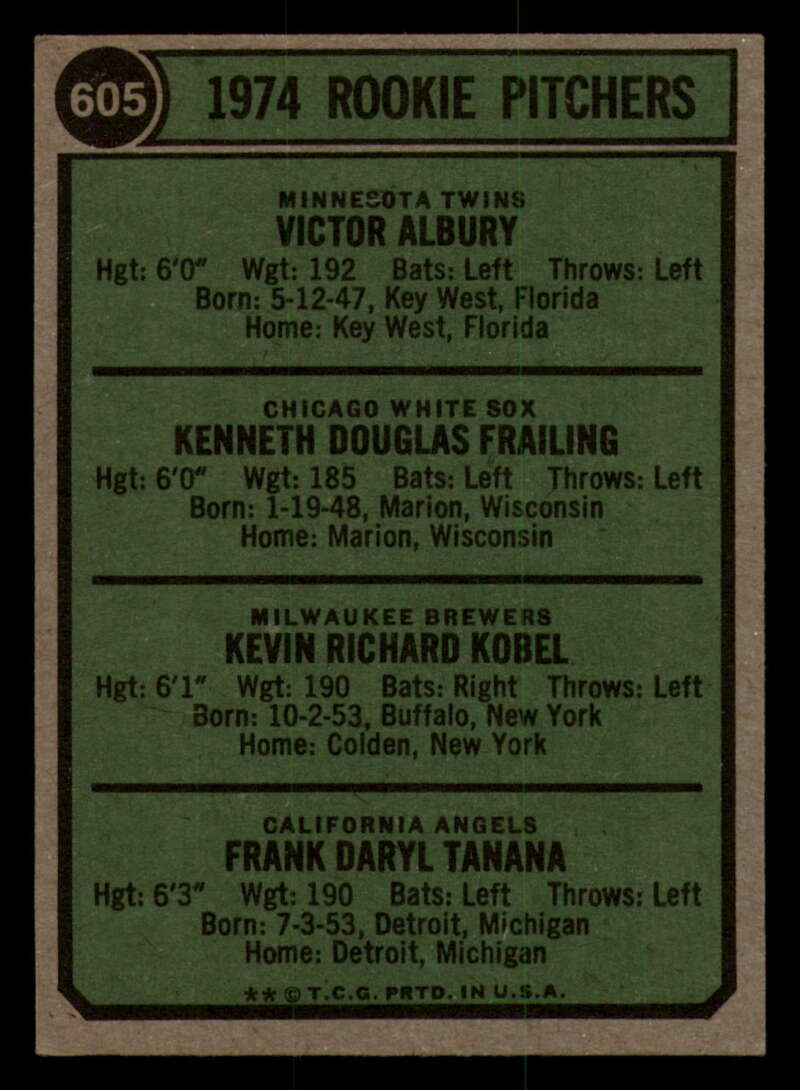 605 1974 ROOKIE PITCHERS
MINNESOTA TWINS
VICTOR ALBURY
Hgt: 6'0" Wgt: 192 Bats: Left Throws: Left
Born: 5-12-47, Key West, Florida
Home: Key West, Florida
CHICAGO WHITE SOX
KENNETH DOUGLAS FRAILING
Hgt: 6'0" Wgt: 185 Bats: Left Throws: Left
Born: 1-19-48, Marion, Wisconsin
Home: Marion, Wisconsin
MILWAUKEE BREWERS
KEVIN RICHARD KOBEL
Hgt: 6'1" Wgt: 190 Bats: Right Throws: Left
Born: 10-2-53, Buffalo, New York
Home: Colden, New York
CALIFORNIA ANGELS
FRANK DARYL TANANA
Hgt: 6'3" Wgt: 190 Bats: Left Throws: Left
Born: 7-3-53, Detroit, Michigan
Home: Detroit, Michigan
** © T.C.G. PRTD. IN U.S.A.